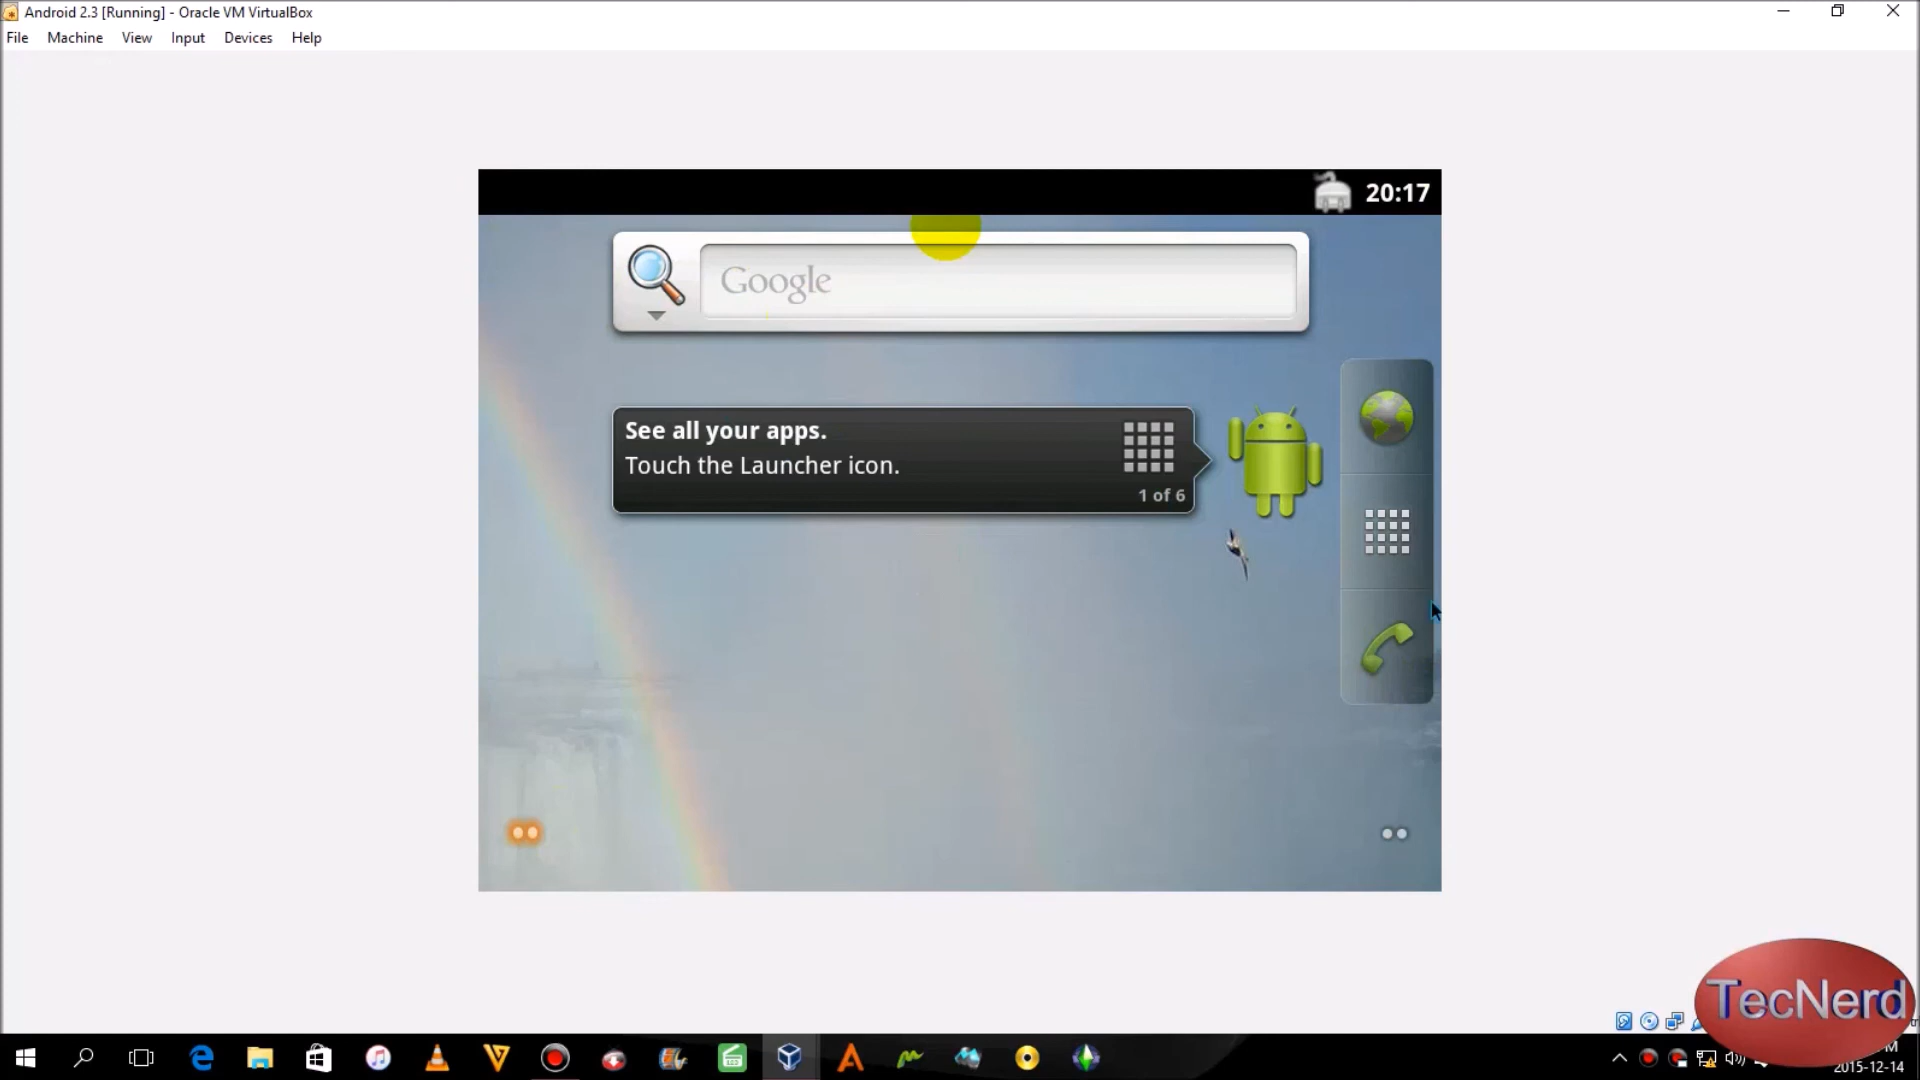 Android 2.3 [Running] - Oracle VM VirtualBox
File Machine View Input Devices Help
20:17
Google
See all your apps.
Touch the Launcher icon.
1 of 6
TecNerd
2015-12-14